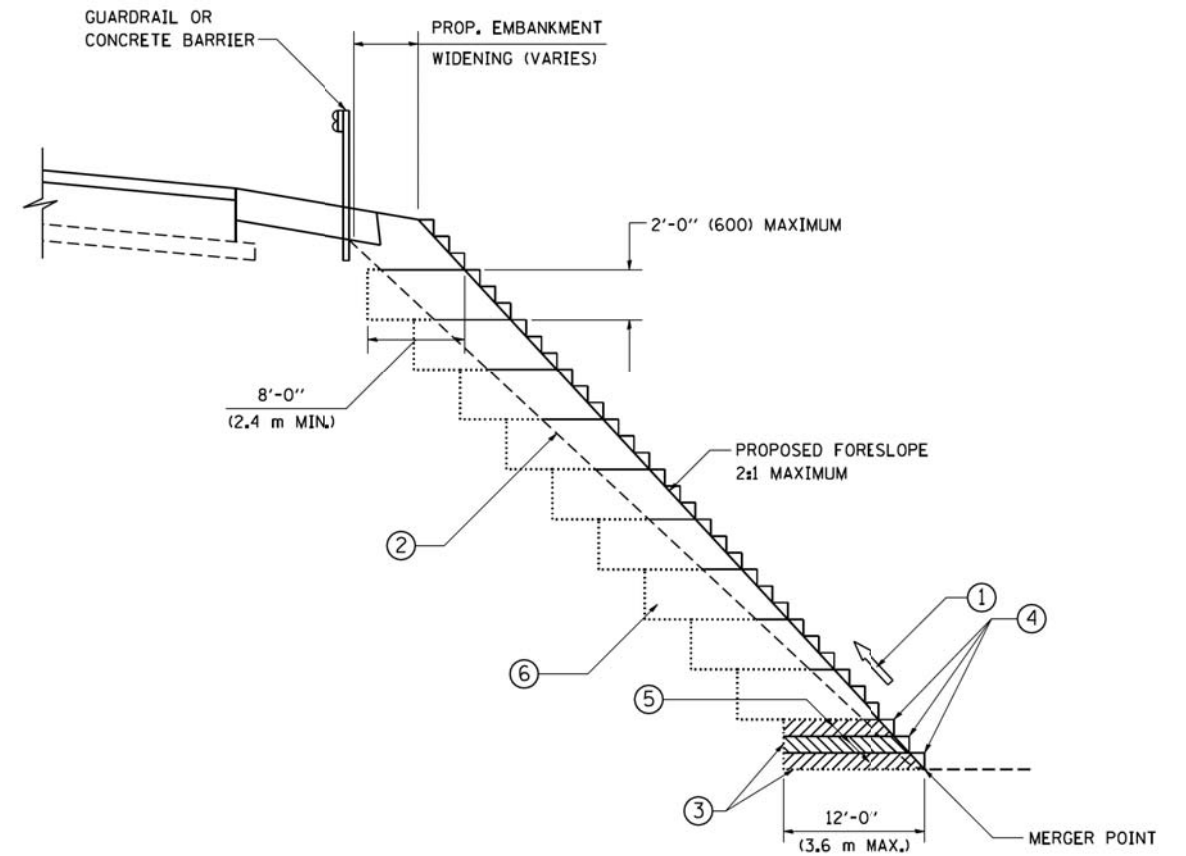 GUARDRAIL OR
CONCRETE BARRIER
PROP. EMBANKMENT
WIDENING (VARIES)
2'-0" (600) MAXIMUM
8'-0"
(2.4 m MIN.)
PROPOSED FORESLOPE
2:1 MAXIMUM
2
1
4
6
5
3
12'-0"
(3.6 m MAX.)
MERGER POINT